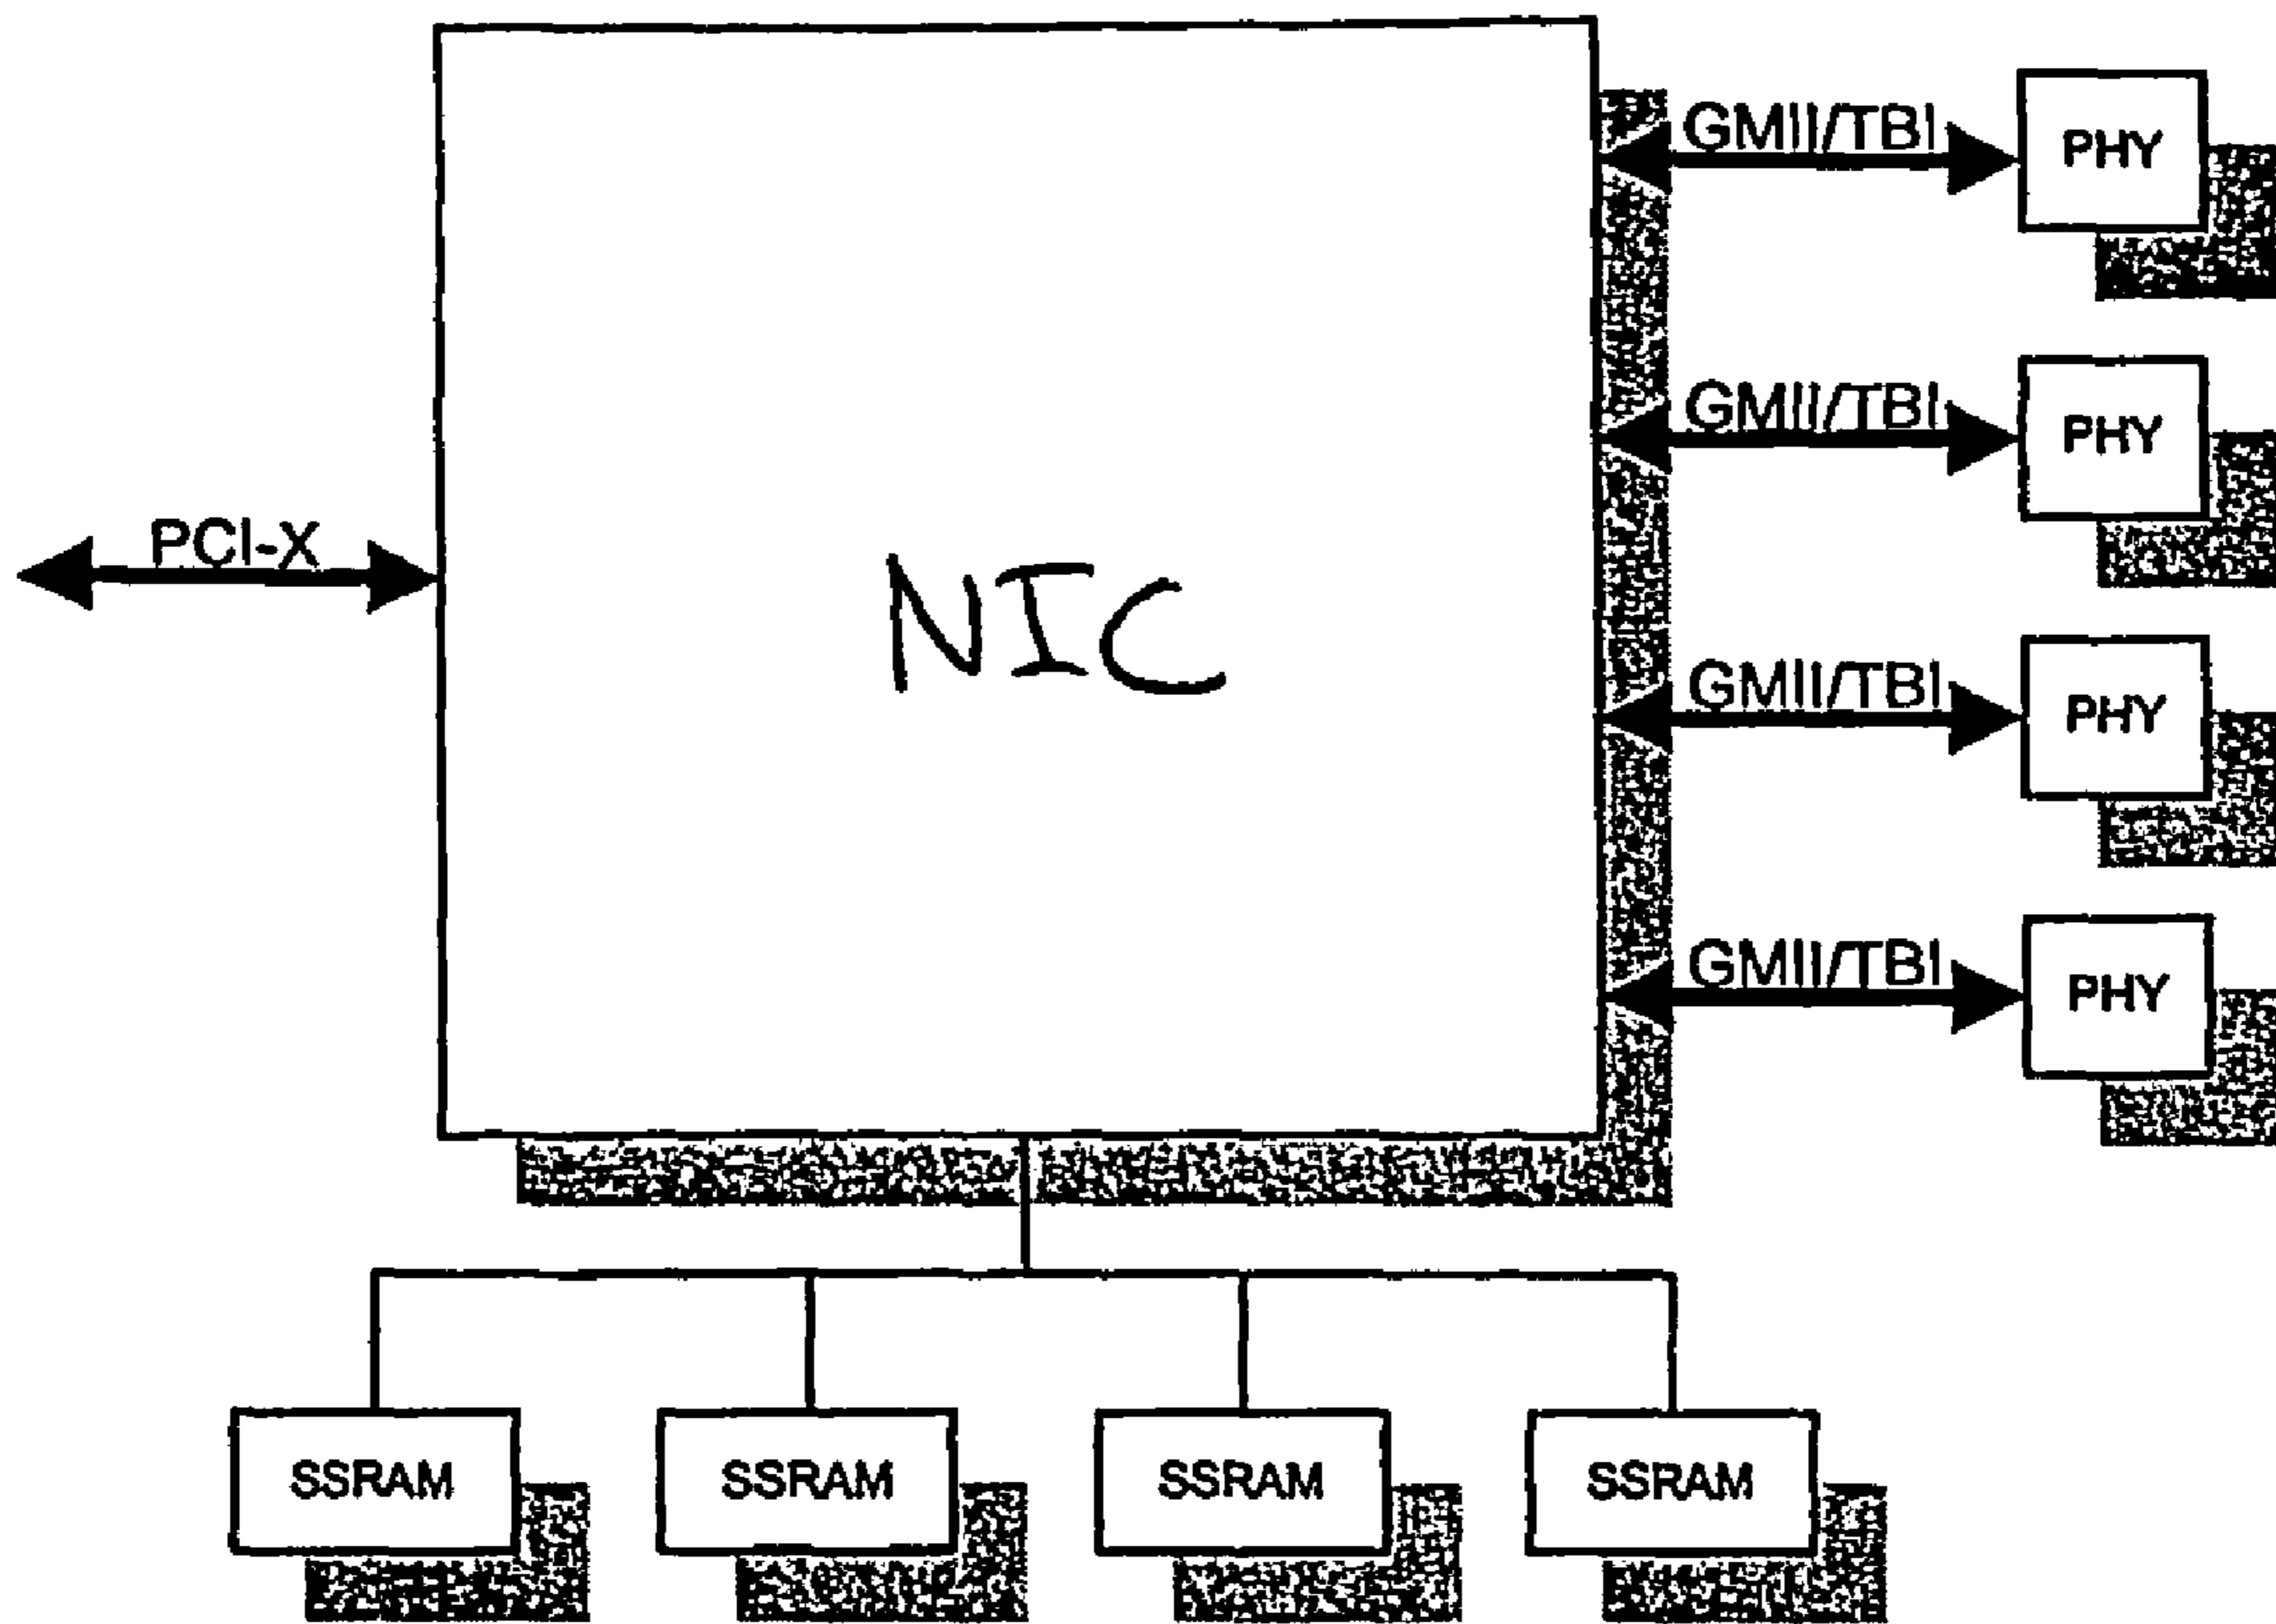 GMII/TBI
PHY
GMII/TBI
PHY
PCI-X
NIC
GMII/TBI
PHY
GMII/TBI
PHY
SSRAM SSRAM SSRAM SSRAM